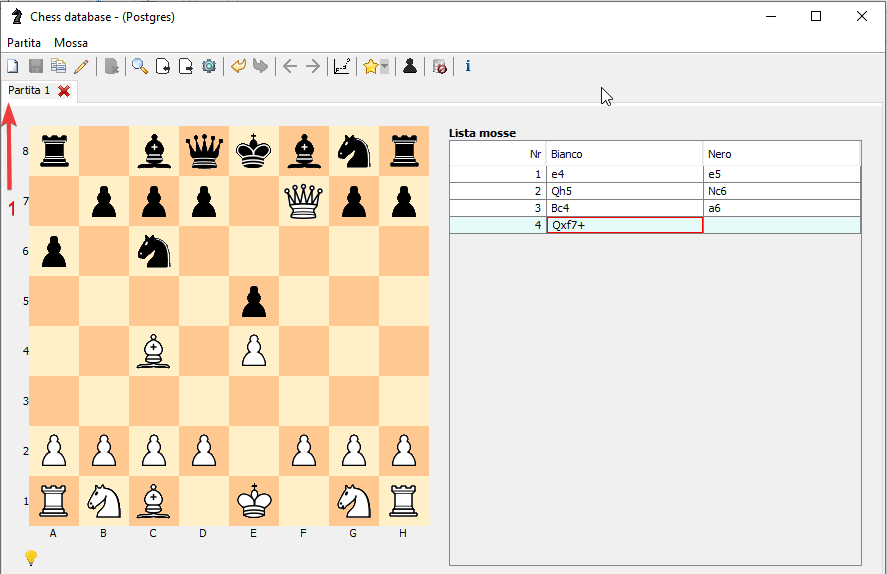 Chess database - (Postgres)
Partita Mossa
Partita 1
1
Lista mosse
Nr Bianco Nero
1 e4 e5
2 Qh5 Nc6
3 Bc4 a6
4 Qxf7+
8
7
6
5
4
3
2
1
A B C D E F G H